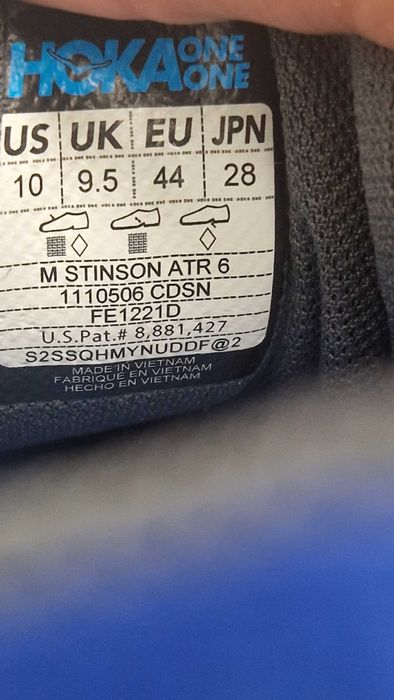 HOKA ONE ONE
US UK EU JPN
10 9.5 44 28
M STINSON ATR 6
1110506 CDSN
FE1221D
U.S.Pat.# 8,881,427
S2SSQHMYNUDDF@2
MADE IN VIETNAM
FABRIQUE EN VIETNAM
HECHO EN VIETNAM